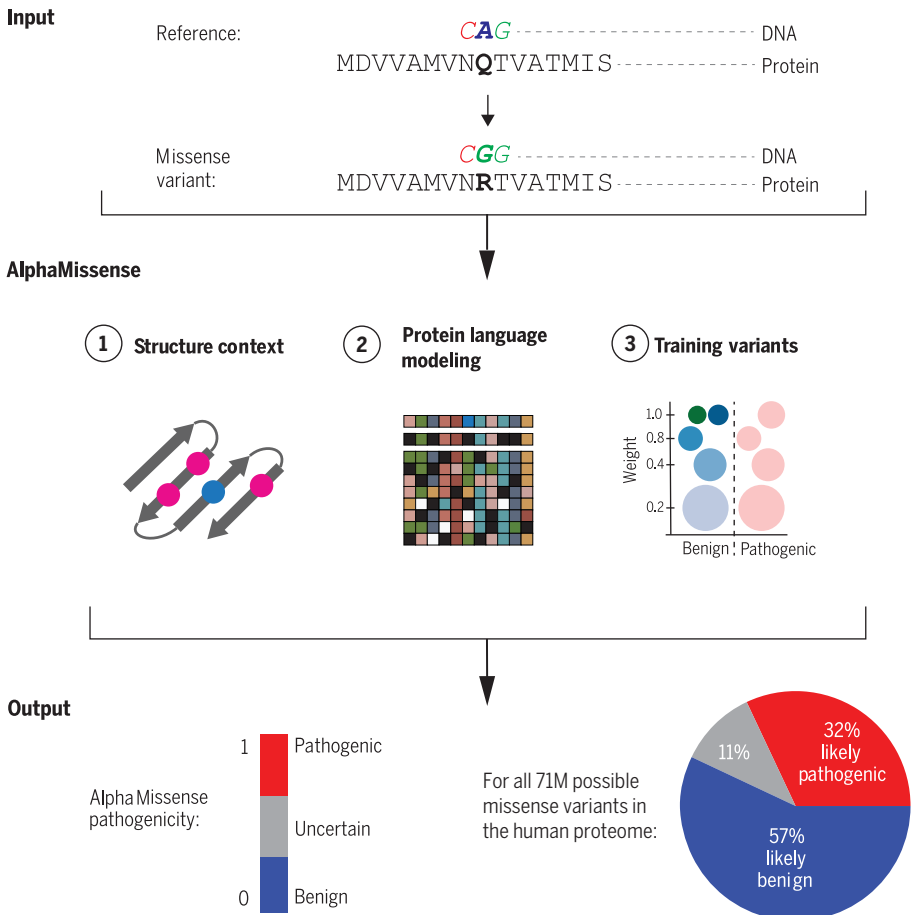 Input
Reference:
CAG
DNA
MDVVAMVNQTVATMIS
Protein
Missense
variant:
CGG
DNA
MDVVAMVNRTVATMIS
Protein
AlphaMissense
1 Structure context
2 Protein language
modeling
3 Training variants
Weight
1.0
0.8
0.4
0.2
Benign
Pathogenic
Output
AlphaMissense
pathogenicity:
1
Pathogenic
Uncertain
0
Benign
For all 71M possible
missense variants in
the human proteome:
11%
32%
likely
pathogenic
57%
likely
benign